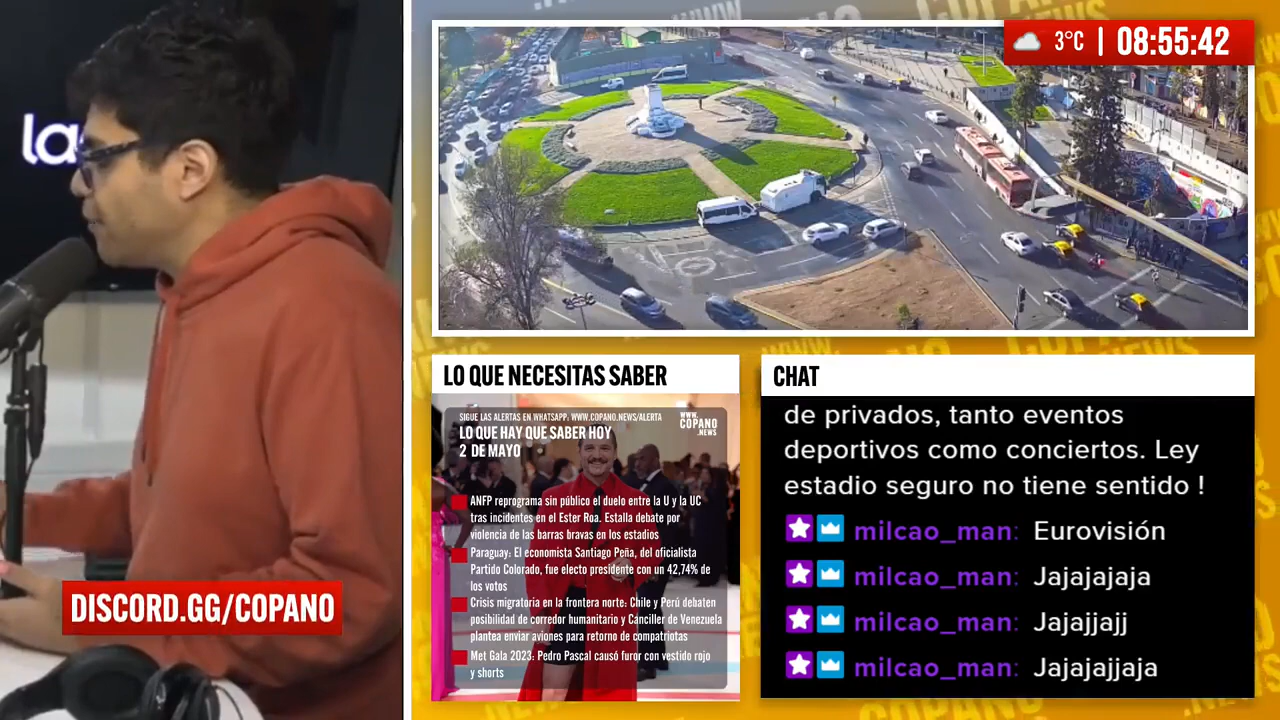 la
DISCORD.GG/COPANO
3°C | 08:55:42
LO QUE NECESITAS SABER
SIGUE LAS ALERTAS EN WHATSAPP: WWW.COPANO.NEWS/ALERTA
WWW.
COPANO
.NEWS
LO QUE HAY QUE SABER HOY
2 DE MAYO
ANFP reprograma sin público el duelo entre la U y la UC
tras incidentes en el Ester Roa. Estalla debate por
violencia de las barras bravas en los estadios
Paraguay: El economista Santiago Peña, del oficialista
Partido Colorado, fue electo presidente con un 42,74% de
los votos
Crisis migratoria en la frontera norte: Chile y Perú debaten
posibilidad de corredor humanitario y Canciller de Venezuela
plantea enviar aviones para retorno de compatriotas
Met Gala 2023: Pedro Pascal causó furor con vestido rojo
y shorts
CHAT
de privados, tanto eventos
deportivos como conciertos. Ley
estadio seguro no tiene sentido !
milcao_man: Eurovisión
milcao_man: Jajajajaja
milcao_man: Jajajjajj
milcao_man: Jajajajjaja